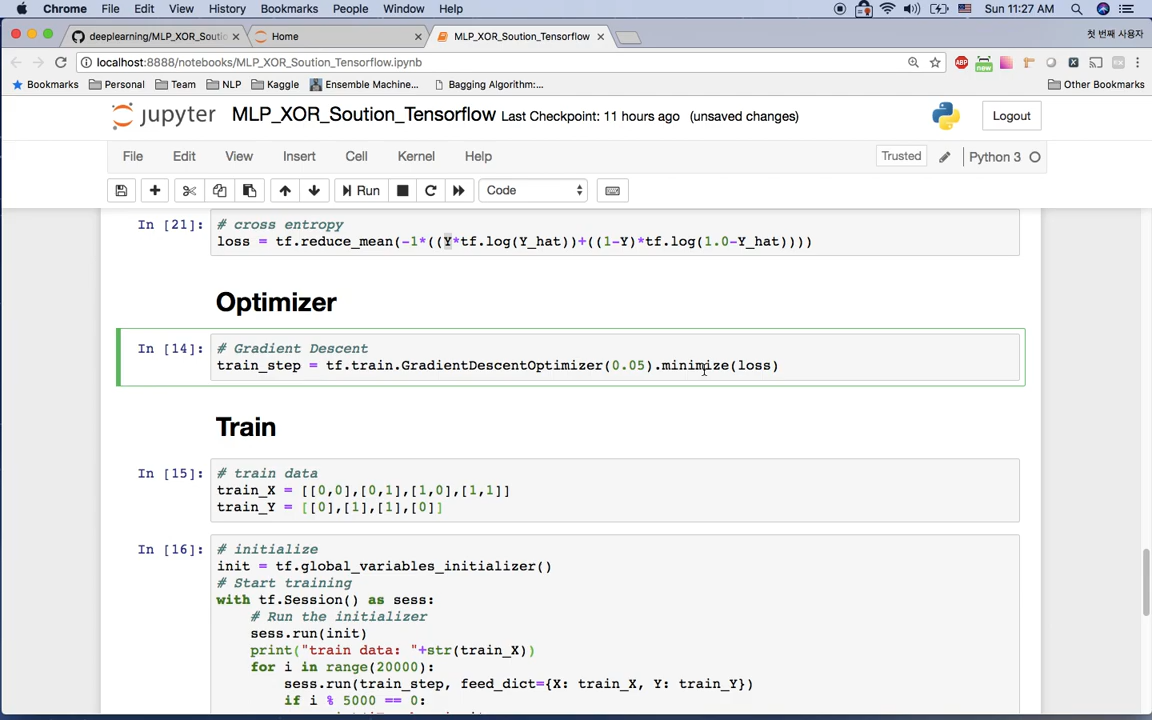 Chrome File Edit View History Bookmarks People Window Help Sun 11:27 AM
deeplearning/MLP_XOR_Soutio Home MLP_XOR_Soution_Tensorflow 첫 번째 사용자
localhost:8888/notebooks/MLP_XOR_Soution_Tensorflow.ipynb ABP new
Bookmarks Personal Team NLP Kaggle Ensemble Machine... Bagging Algorithm:... Other Bookmarks
jupyter MLP_XOR_Soution_Tensorflow Last Checkpoint: 11 hours ago (unsaved changes) Logout
File Edit View Insert Cell Kernel Help Trusted Python 3
Run Code
In [21]: # cross entropy
loss = tf.reduce_mean(-1*((Y*tf.log(Y_hat))+((1-Y)*tf.log(1.0-Y_hat))))
Optimizer
In [14]: # Gradient Descent
train_step = tf.train.GradientDescentOptimizer(0.05).minimize(loss)
Train
In [15]: # train data
train_X = [[0,0],[0,1],[1,0],[1,1]]
train_Y = [[0],[1],[1],[0]]
In [16]: # initialize
init = tf.global_variables_initializer()
# Start training
with tf.Session() as sess:
# Run the initializer
sess.run(init)
print("train data: "+str(train_X))
for i in range(20000):
sess.run(train_step, feed_dict={X: train_X, Y: train_Y})
if i % 5000 == 0: